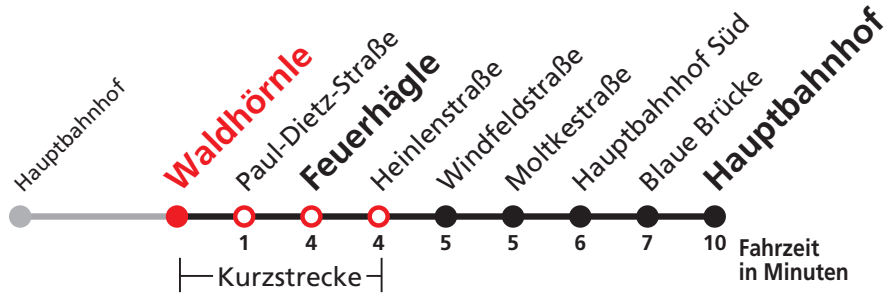 Hauptbahnhof
Waldhörnle
Paul-Dietz-Straße
Feuerhägle
Heinlenstraße
Windfeldstraße
Moltkestraße
Hauptbahnhof Süd
Blaue Brücke
Hauptbahnhof
1 4 4 5 5 6 7 10
Fahrzeit
in Minuten
Kurzstrecke